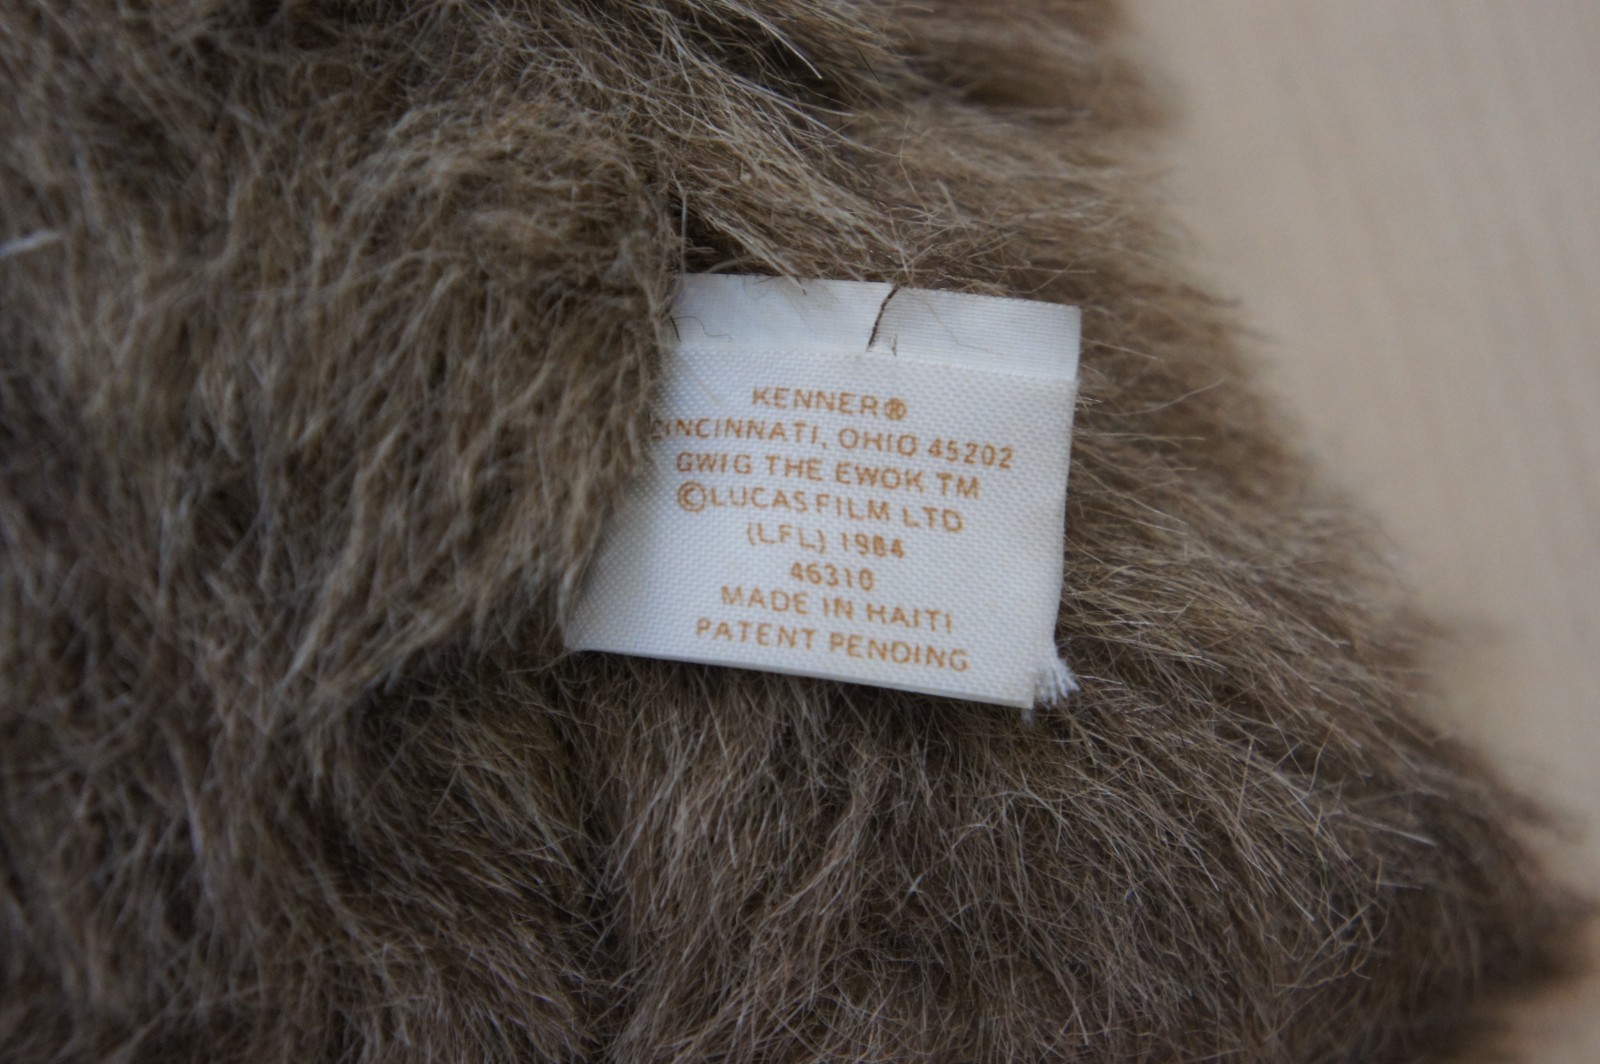 KENNER®
CINCINNATI, OHIO 45202
GWIG THE EWOK TM
©LUCASFILM LTD
(LFL) 1984
46310
MADE IN HAITI
PATENT PENDING